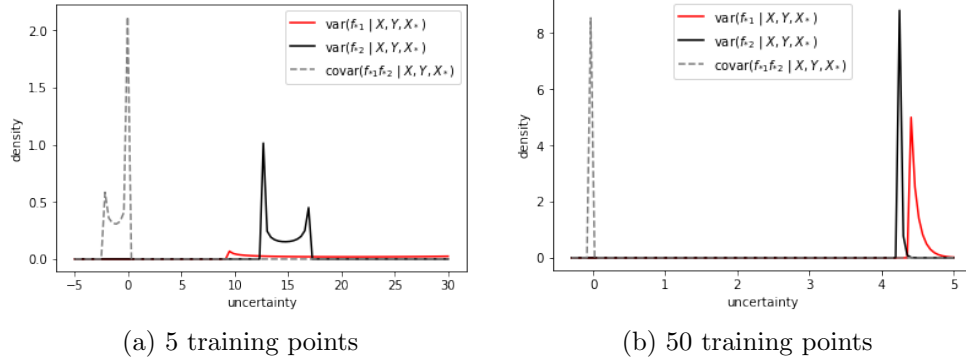 2.0
1.5
1.0
0.5
0.0
density
var(f*1 | X, Y, X*)
var(f*2 | X, Y, X*)
covar(f*1f*2 | X, Y, X*)
−5 0 5 10 15 20 25 30
uncertainty
(a) 5 training points
8
6
4
2
0
density
var(f*1 | X, Y, X*)
var(f*2 | X, Y, X*)
covar(f*1f*2 | X, Y, X*)
0 1 2 3 4 5
uncertainty
(b) 50 training points